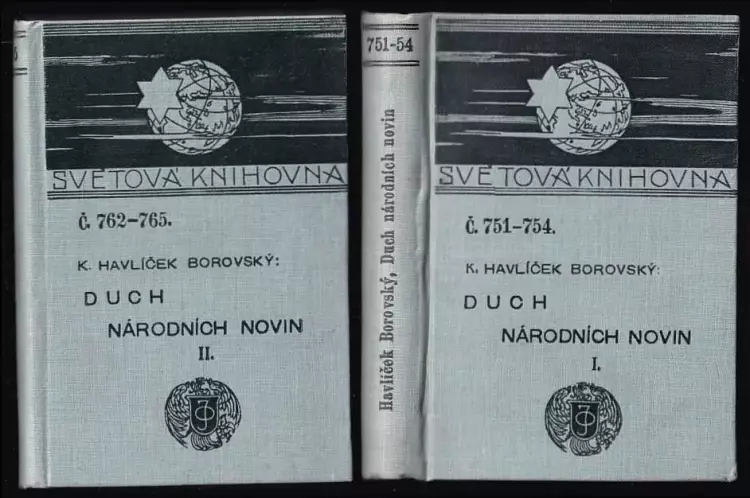 SVĚTOVÁ KNIHOVNA
Č. 762-765.
K. HAVLÍČEK BOROVSKÝ:
DUCH
NÁRODNÍCH NOVIN
II.
751-54
Havlíček Borovský, Duch národních novin
SVĚTOVÁ KNIHOVNA
Č. 751-754.
K. HAVLÍČEK BOROVSKÝ:
DUCH
NÁRODNÍCH NOVIN
I.